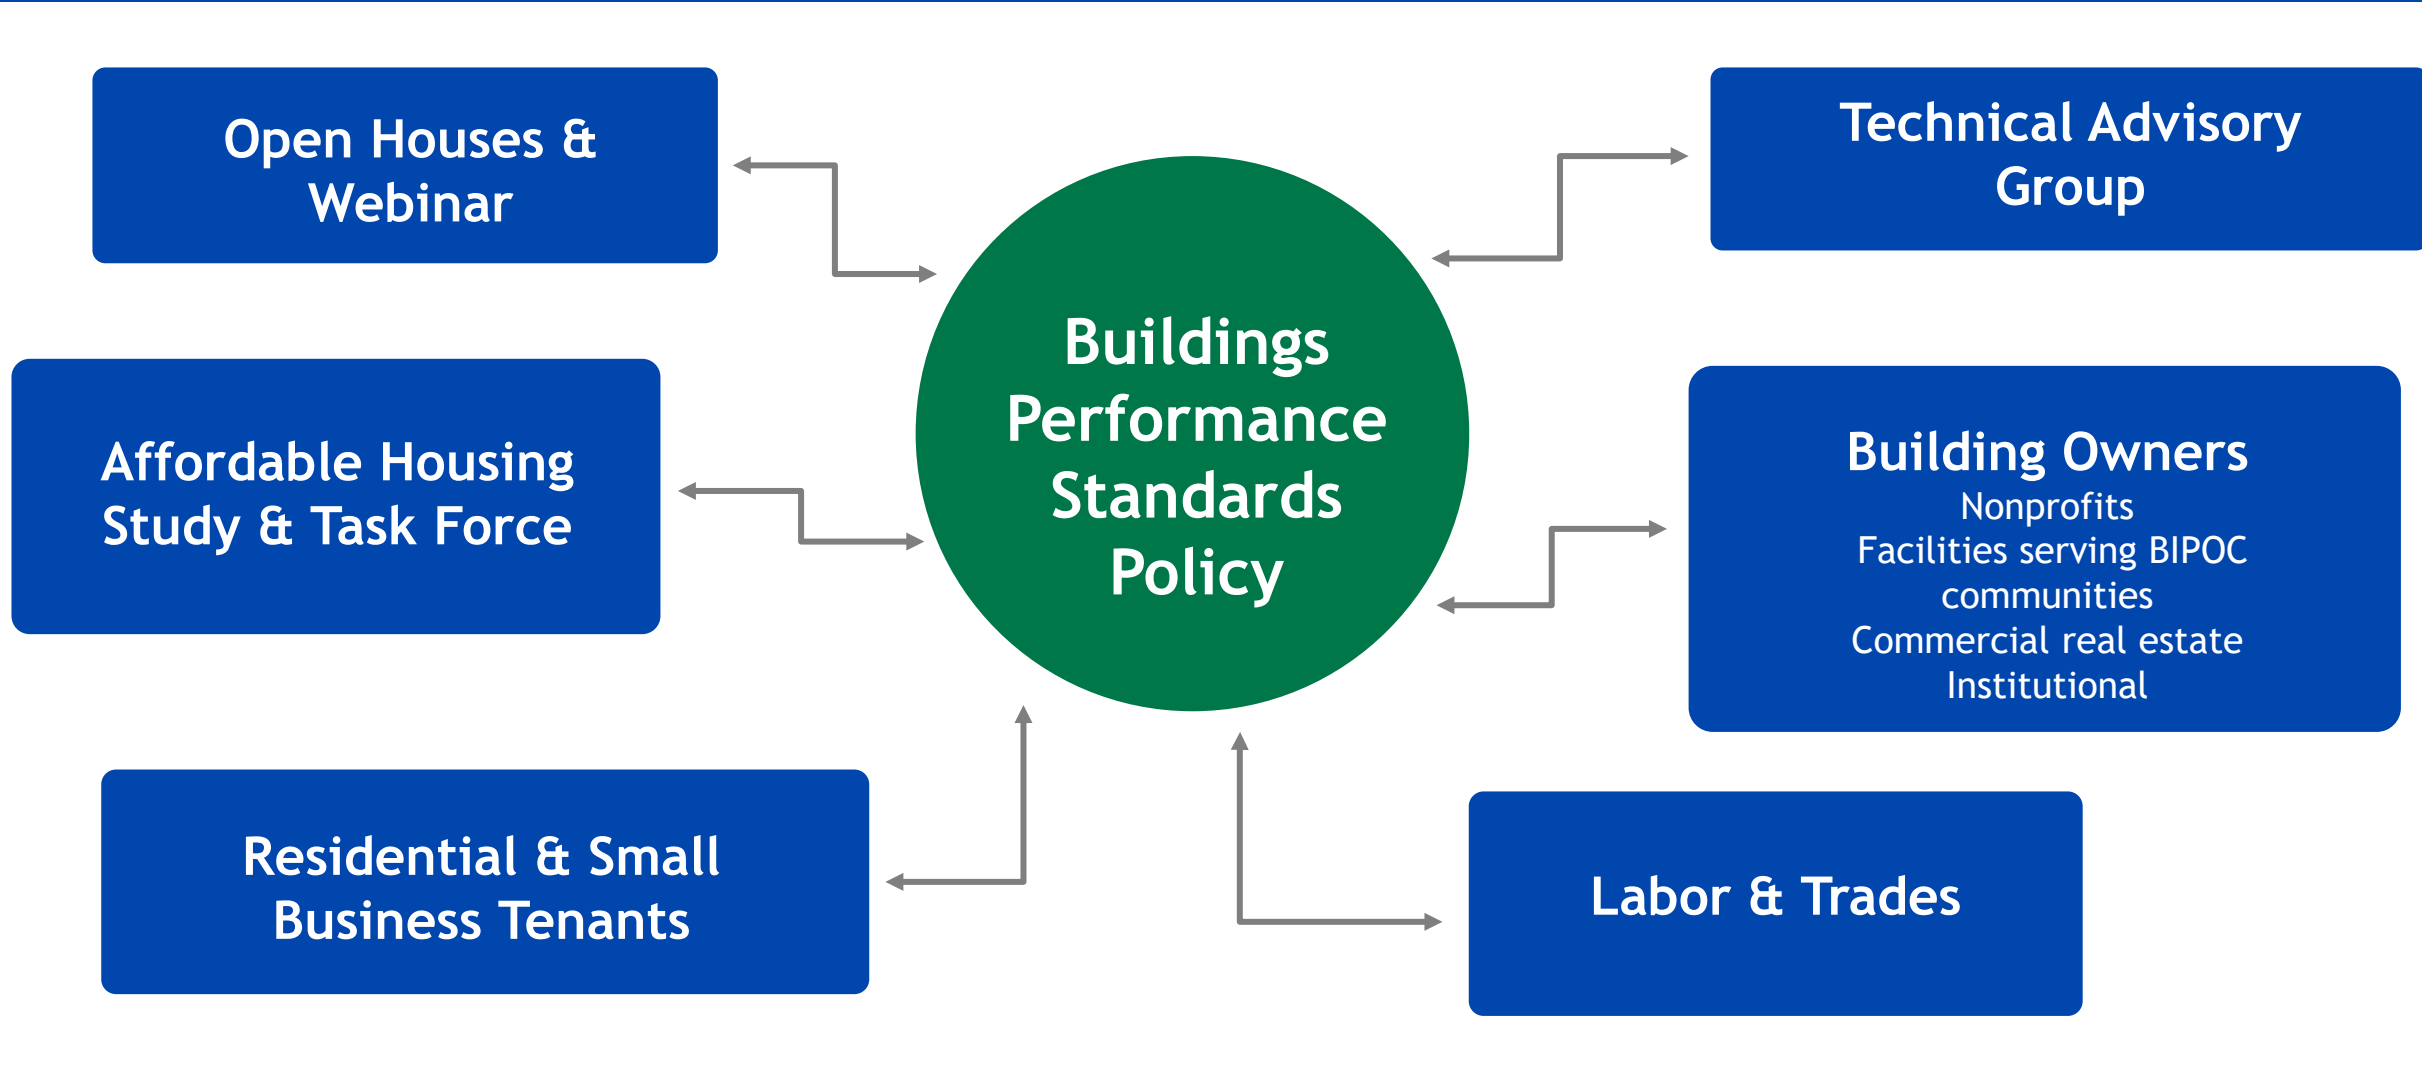 Open Houses &
Webinar
Technical Advisory
Group
Buildings
Performance
Standards
Policy
Affordable Housing
Study & Task Force
Building Owners
Nonprofits
Facilities serving BIPOC
communities
Commercial real estate
Institutional
Residential & Small
Business Tenants
Labor & Trades